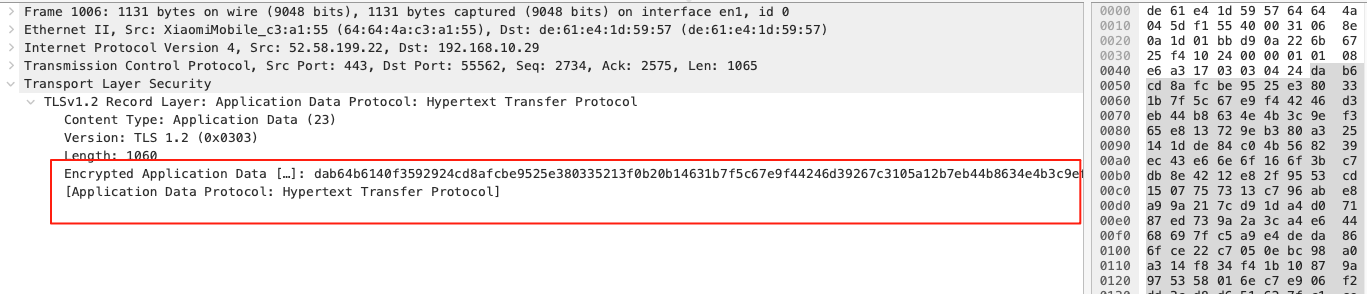 Frame 1006: 1131 bytes on wire (9048 bits), 1131 bytes captured (9048 bits) on interface en1, id 0
Ethernet II, Src: XiaomiMobile_c3:a1:55 (64:64:4a:c3:a1:55), Dst: de:61:e4:1d:59:57 (de:61:e4:1d:59:57)
Internet Protocol Version 4, Src: 52.58.199.22, Dst: 192.168.10.29
Transmission Control Protocol, Src Port: 443, Dst Port: 55562, Seq: 2734, Ack: 2575, Len: 1065
Transport Layer Security
TLSv1.2 Record Layer: Application Data Protocol: Hypertext Transfer Protocol
Content Type: Application Data (23)
Version: TLS 1.2 (0x0303)
Length: 1060
Encrypted Application Data […]: dab64b6140f3592924cd8afcbe9525e380335213f0b20b14631b7f5c67e9f44246d39267c3105a12b7eb44b8634e4b3c9ef
[Application Data Protocol: Hypertext Transfer Protocol]
0000 de 61 e4 1d 59 57 64 64 4a
0010 04 5d f1 55 40 00 31 06 8e
0020 0a 1d 01 bb d9 0a 22 6b 67
0030 25 f4 10 24 00 00 01 01 08
0040 e6 a3 17 03 03 04 24 da b6
0050 cd 8a fc be 95 25 e3 80 33
0060 1b 7f 5c 67 e9 f4 42 46 d3
0070 eb 44 b8 63 4e 4b 3c 9e f3
0080 65 e8 13 72 9e b3 80 a3 25
0090 14 1d de 84 c0 4b 56 82 39
00a0 ec 43 e6 6e 6f 16 6f 3b c7
00b0 db 8e 42 12 e8 2f 95 53 cd
00c0 15 07 75 73 13 c7 96 ab e8
00d0 a9 9a 21 7c d9 1d a4 d0 71
00e0 87 ed 73 9a 2a 3c a4 e6 44
00f0 68 69 7f c5 a9 e4 de da 86
0100 6f ce 22 c7 05 0e bc 98 a0
0110 a3 14 f8 34 f4 1b 10 87 9a
0120 97 53 58 01 6e c7 e9 06 f2